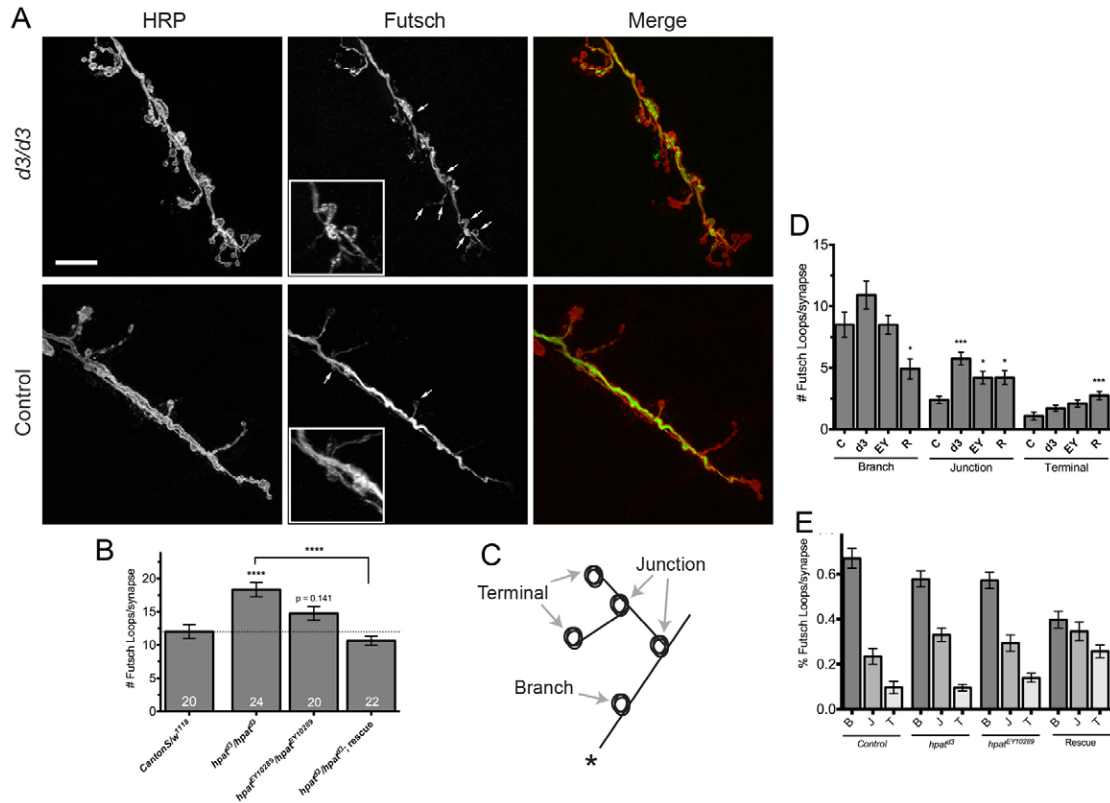 A
HRP
Futsch
Merge
d3/d3
Control
B
# Futsch Loops/synapse
20
15
10
5
0
****
****
p = 0.141
20
24
20
22
CantonS/w1118
hpatd3/hpatd3
hpatEY10289/hpatEY10289
hpatd3/hpatd3; rescue
C
Terminal
Junction
Branch
*
D
# Futsch Loops/synapse
15
10
5
0
*
***
*
*
***
C d3 EY R
C d3 EY R
C d3 EY R
Branch
Junction
Terminal
E
% Futsch Loops/synapse
0.6
0.4
0.2
0.0
B J T
B J T
B J T
B J T
Control
hpatd3
hpatEY10289
Rescue